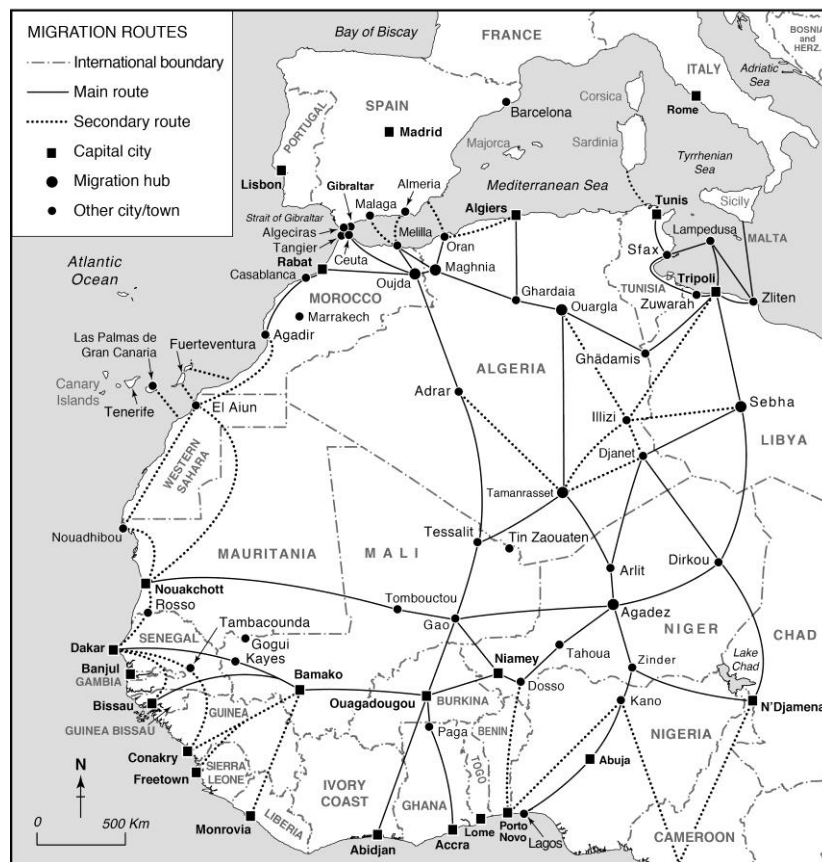 MIGRATION ROUTES
International boundary
Main route
Secondary route
Capital city
Migration hub
Other city/town
Bay of Biscay
FRANCE
BOSNIA
and
HERZ.
Adriatic
Sea
ITALY
Corsica
Rome
SPAIN
Barcelona
PORTUGAL
Madrid
Majorca
Sardinia
Tyrrhenian
Sea
Lisbon
Gibraltar
Malaga
Almeria
Mediterranean Sea
Sicily
Strait of Gibraltar
Algeciras
Tangier
Ceuta
Melilla
Oran
Algiers
Tunis
Lampedusa
MALTA
Sfax
Atlantic
Ocean
Rabat
Casablanca
Oujda
Maghnia
Tripoli
MOROCCO
Ghardaia
Ouargla
TUNISIA
Zuwarah
Zliten
Marrakech
Agadir
Las Palmas de
Gran Canaria
Fuerteventura
Ghādamis
Canary
Islands
Tenerife
El Aiun
ALGERIA
Adrar
Illizi
Sebha
LIBYA
Djanet
WESTERN
SAHARA
Tamanrasset
Nouadhibou
Tessalit
Tin Zaouaten
MAURITANIA
MALI
Arlit
Dirkou
Nouakchott
Rosso
Tombouctou
Gao
Agadez
NIGER
CHAD
Tambacounda
SENEGAL
Gogui
Kayes
Dakar
Banjul
GAMBIA
Bamako
Niamey
Tahoua
Zinder
Lake
Chad
Dosso
Bissau
GUINEA BISSAU
GUINEA
Ouagadougou
BURKINA
Kano
N'Djamena
Paga
BENIN
NIGERIA
Conakry
Freetown
SIERRA
LEONE
IVORY
COAST
GHANA
TOGO
Abuja
N
0 500 Km
Monrovia
LIBERIA
Abidjan
Accra
Lome
Porto
Novo
Lagos
CAMEROON